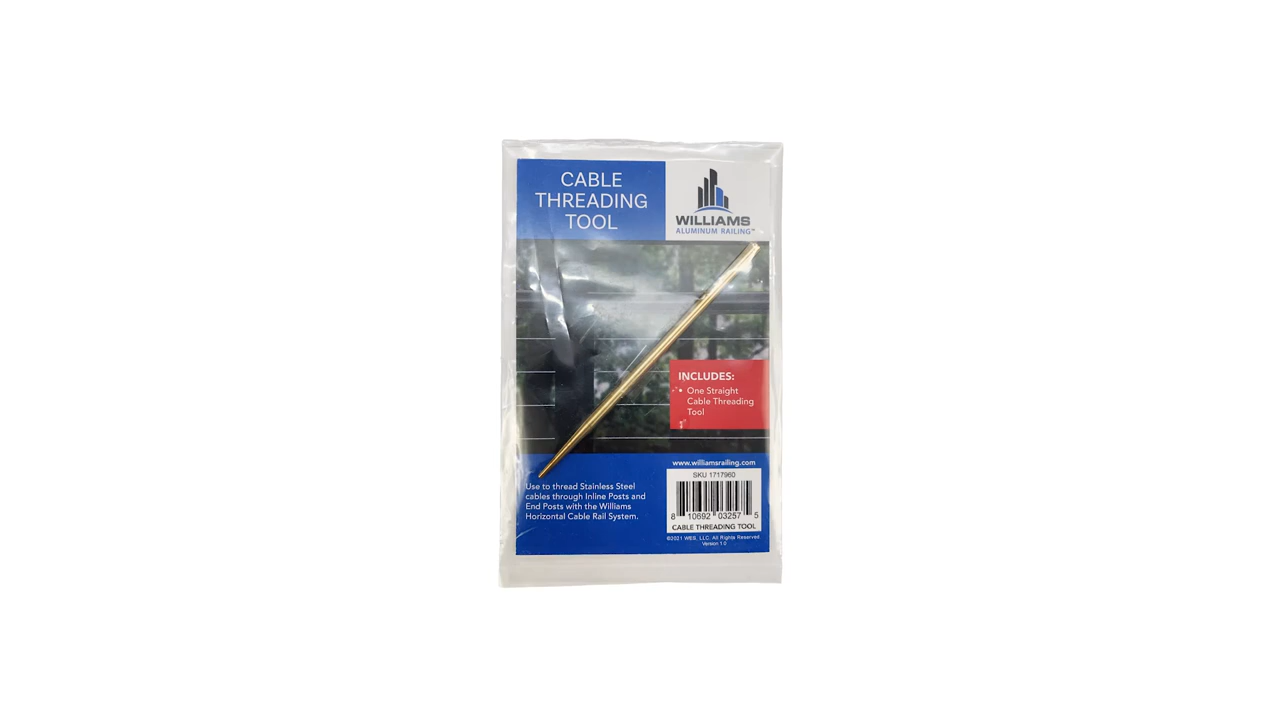 CABLE
THREADING
TOOL
WILLIAMS
ALUMINUM RAILING™
INCLUDES:
• One Straight
Cable Threading
Tool
www.williamsrailing.com
SKU 1717960
8 10692 03257 5
CABLE THREADING TOOL
©2021 WEB, LLC. All Rights Reserved
Version 1.0
Use to thread Stainless Steel
cables through Inline Posts and
End Posts with the Williams
Horizontal Cable Rail System.